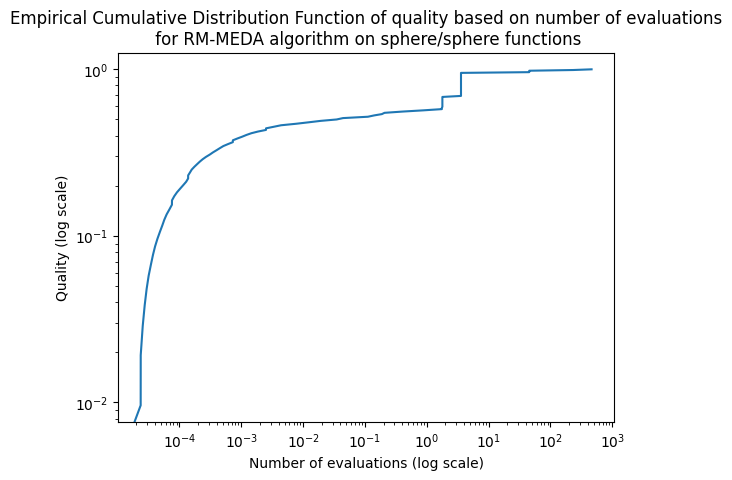 Empirical Cumulative Distribution Function of quality based on number of evaluations
for RM-MEDA algorithm on sphere/sphere functions
Quality (log scale)
10⁰
10⁻¹
10⁻²
10⁻⁴ 10⁻³ 10⁻² 10⁻¹ 10⁰ 10¹ 10² 10³
Number of evaluations (log scale)